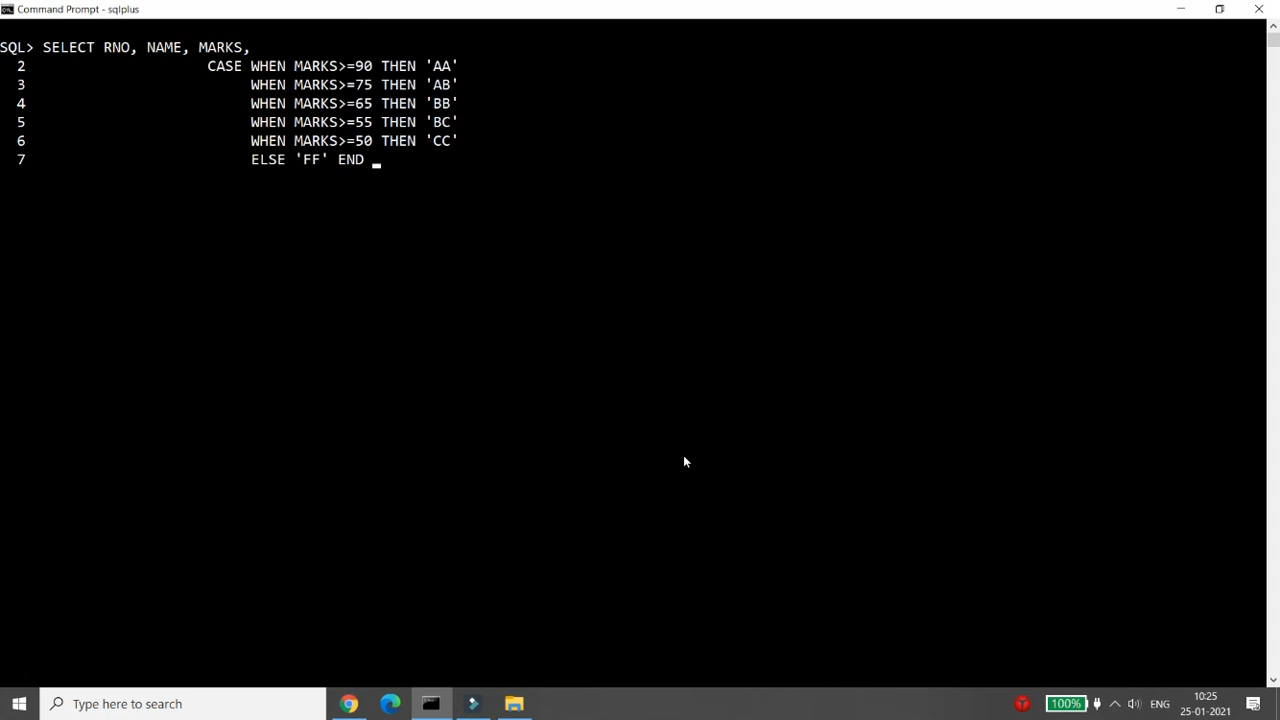 Command Prompt - sqlplus
SQL> SELECT RNO, NAME, MARKS,
2 CASE WHEN MARKS>=90 THEN 'AA'
3 WHEN MARKS>=75 THEN 'AB'
4 WHEN MARKS>=65 THEN 'BB'
5 WHEN MARKS>=55 THEN 'BC'
6 WHEN MARKS>=50 THEN 'CC'
7 ELSE 'FF' END
Type here to search
100%
ENG
10:25
25-01-2021